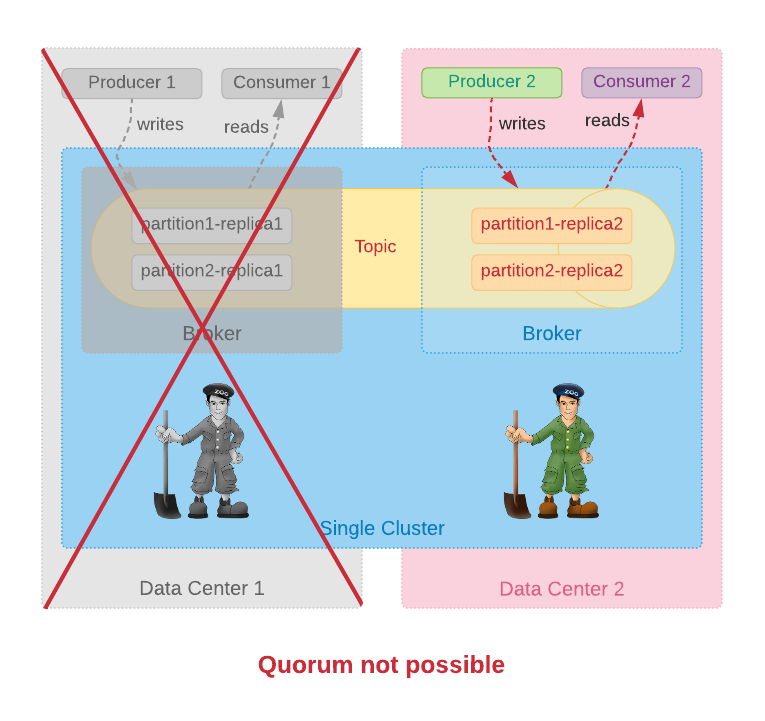 Producer 1
Consumer 1
Producer 2
Consumer 2
writes
reads
writes
reads
partition1-replica1
partition2-replica1
Topic
partition1-replica2
partition2-replica2
Broker
Broker
ZOO
ZOO
Single Cluster
Data Center 1
Data Center 2
Quorum not possible